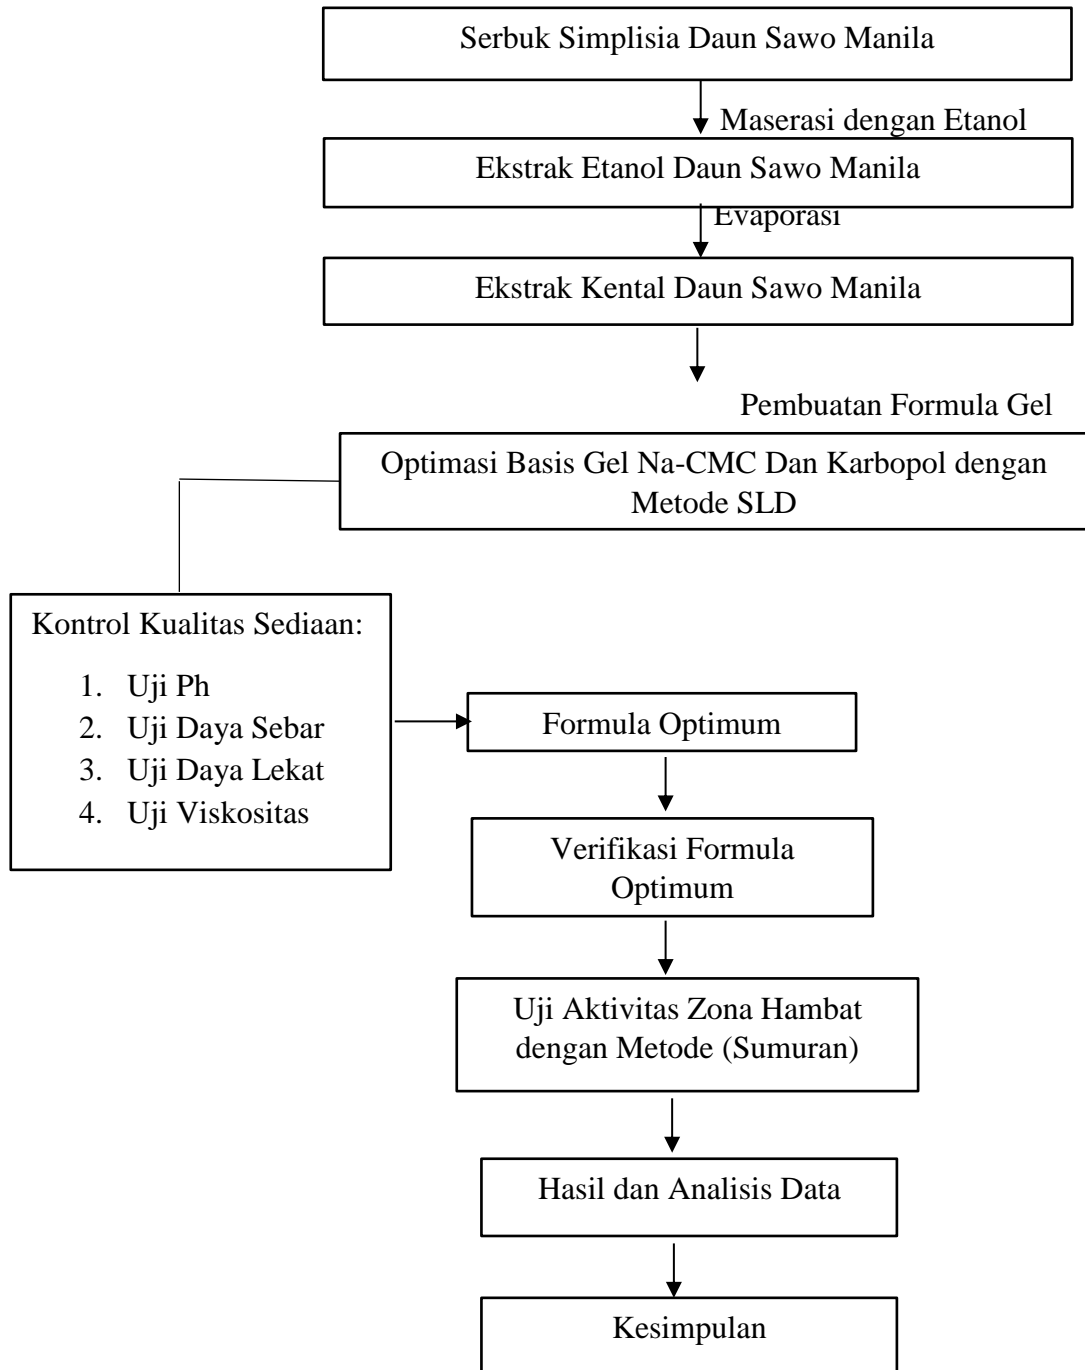 Serbuk Simplisia Daun Sawo Manila
Maserasi dengan Etanol
Ekstrak Etanol Daun Sawo Manila
Evaporasi
Ekstrak Kental Daun Sawo Manila
Pembuatan Formula Gel
Optimasi Basis Gel Na-CMC Dan Karbopol dengan
Metode SLD
Kontrol Kualitas Sediaan:
1. Uji Ph
2. Uji Daya Sebar
3. Uji Daya Lekat
4. Uji Viskositas
Formula Optimum
Verifikasi Formula
Optimum
Uji Aktivitas Zona Hambat
dengan Metode (Sumuran)
Hasil dan Analisis Data
Kesimpulan